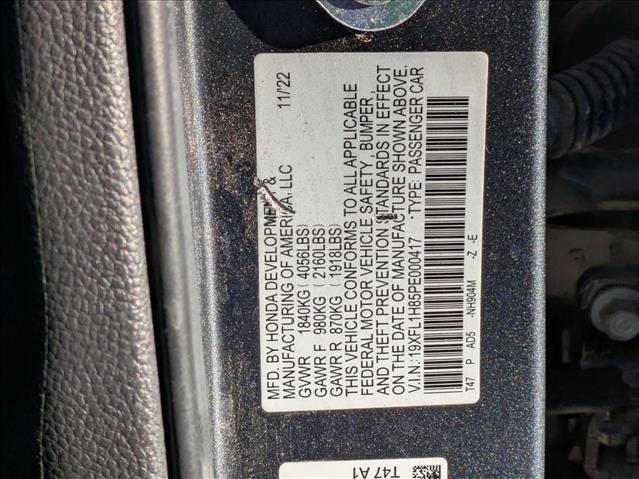 MFD. BY HONDA DEVELOPMENT &
MANUFACTURING OF AMERICA, LLC 11/22
GVWR 1840KG (4056LBS)
GAWR F 980KG (2160LBS)
GAWR R 870KG (1918LBS)
THIS VEHICLE CONFORMS TO ALL APPLICABLE
FEDERAL MOTOR VEHICLE SAFETY, BUMPER,
AND THEFT PREVENTION STANDARDS IN EFFECT
ON THE DATE OF MANUFACTURE SHOWN ABOVE.
V.I.N: 19XFL1H85PE000417 TYPE: PASSENGER CAR
T47 P AD5 -NH904M -Z -E
T47 A1